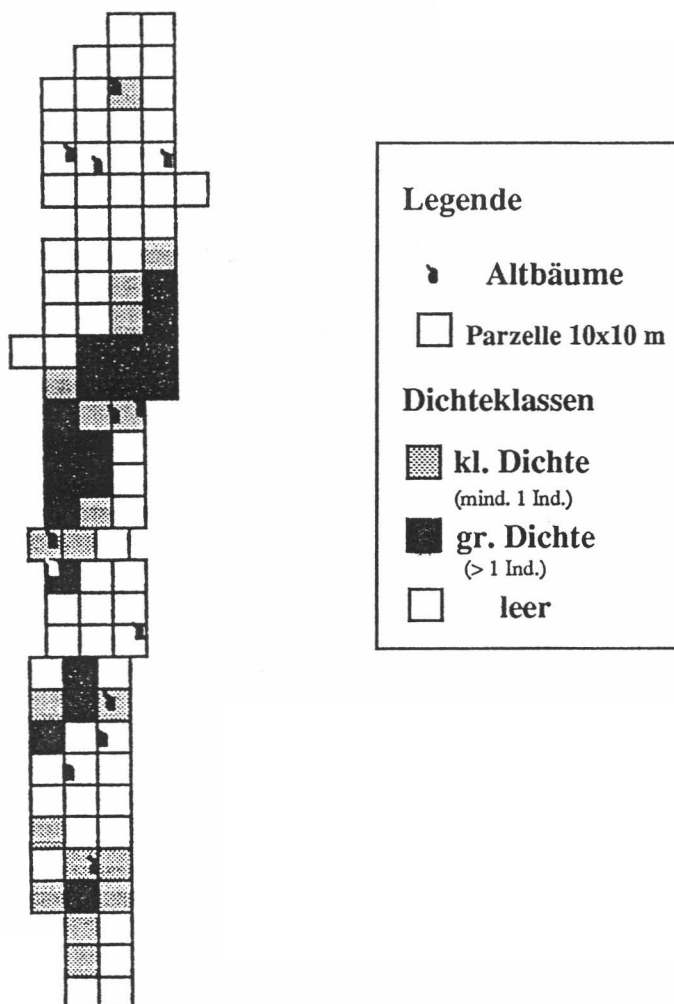 Legende
Altbäume
Parzelle 10x10 m
Dichteklassen
kl. Dichte
(mind. 1 Ind.)
gr. Dichte
(> 1 Ind.)
leer